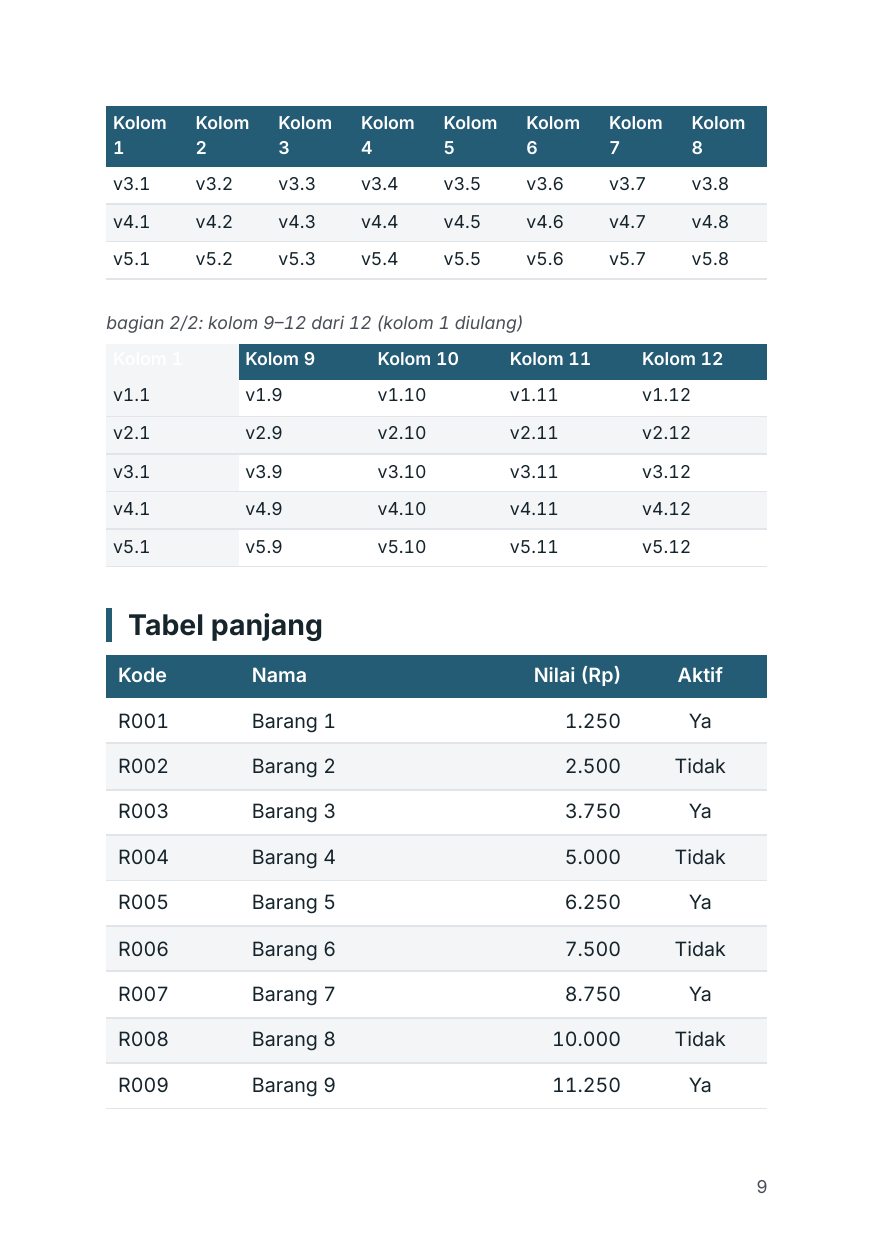 Kolom 1 Kolom 2 Kolom 3 Kolom 4 Kolom 5 Kolom 6 Kolom 7 Kolom 8
v3.1 v3.2 v3.3 v3.4 v3.5 v3.6 v3.7 v3.8
v4.1 v4.2 v4.3 v4.4 v4.5 v4.6 v4.7 v4.8
v5.1 v5.2 v5.3 v5.4 v5.5 v5.6 v5.7 v5.8
bagian 2/2: kolom 9–12 dari 12 (kolom 1 diulang)
Kolom 1 Kolom 9 Kolom 10 Kolom 11 Kolom 12
v1.1 v1.9 v1.10 v1.11 v1.12
v2.1 v2.9 v2.10 v2.11 v2.12
v3.1 v3.9 v3.10 v3.11 v3.12
v4.1 v4.9 v4.10 v4.11 v4.12
v5.1 v5.9 v5.10 v5.11 v5.12
Tabel panjang
Kode Nama Nilai (Rp) Aktif
R001 Barang 1 1.250 Ya
R002 Barang 2 2.500 Tidak
R003 Barang 3 3.750 Ya
R004 Barang 4 5.000 Tidak
R005 Barang 5 6.250 Ya
R006 Barang 6 7.500 Tidak
R007 Barang 7 8.750 Ya
R008 Barang 8 10.000 Tidak
R009 Barang 9 11.250 Ya
9